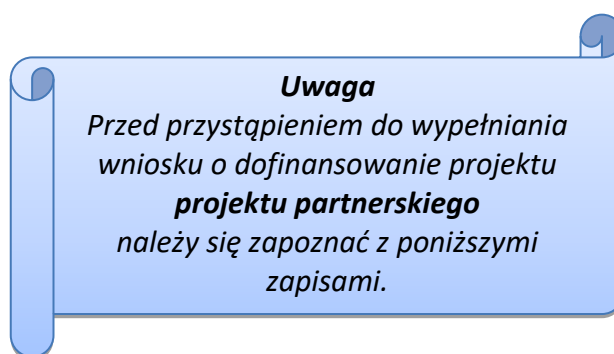 Uwaga
Przed przystąpieniem do wypełniania
wniosku o dofinansowanie projektu
projektu partnerskiego
należy się zapoznać z poniższymi
zapisami.